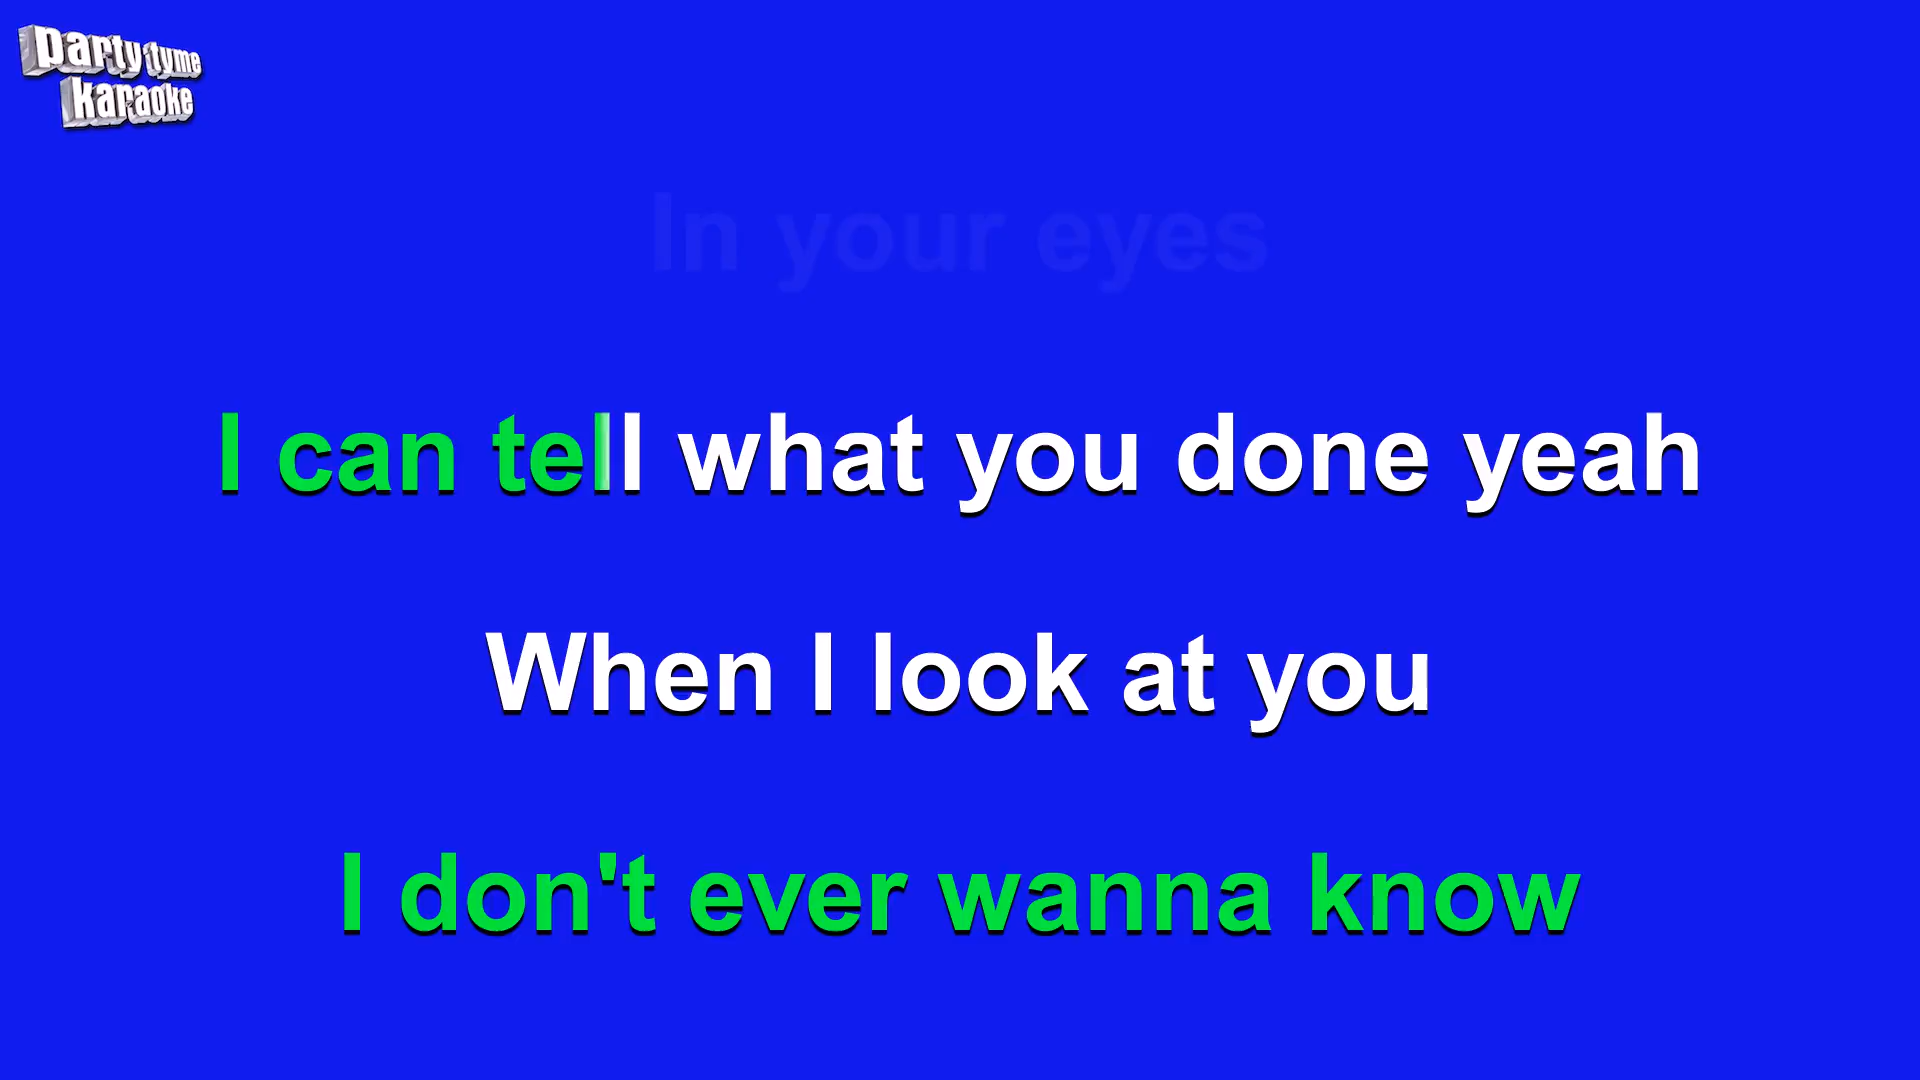 party tyme
karaoke
In your eyes
I can tell what you done yeah
When I look at you
I don't ever wanna know